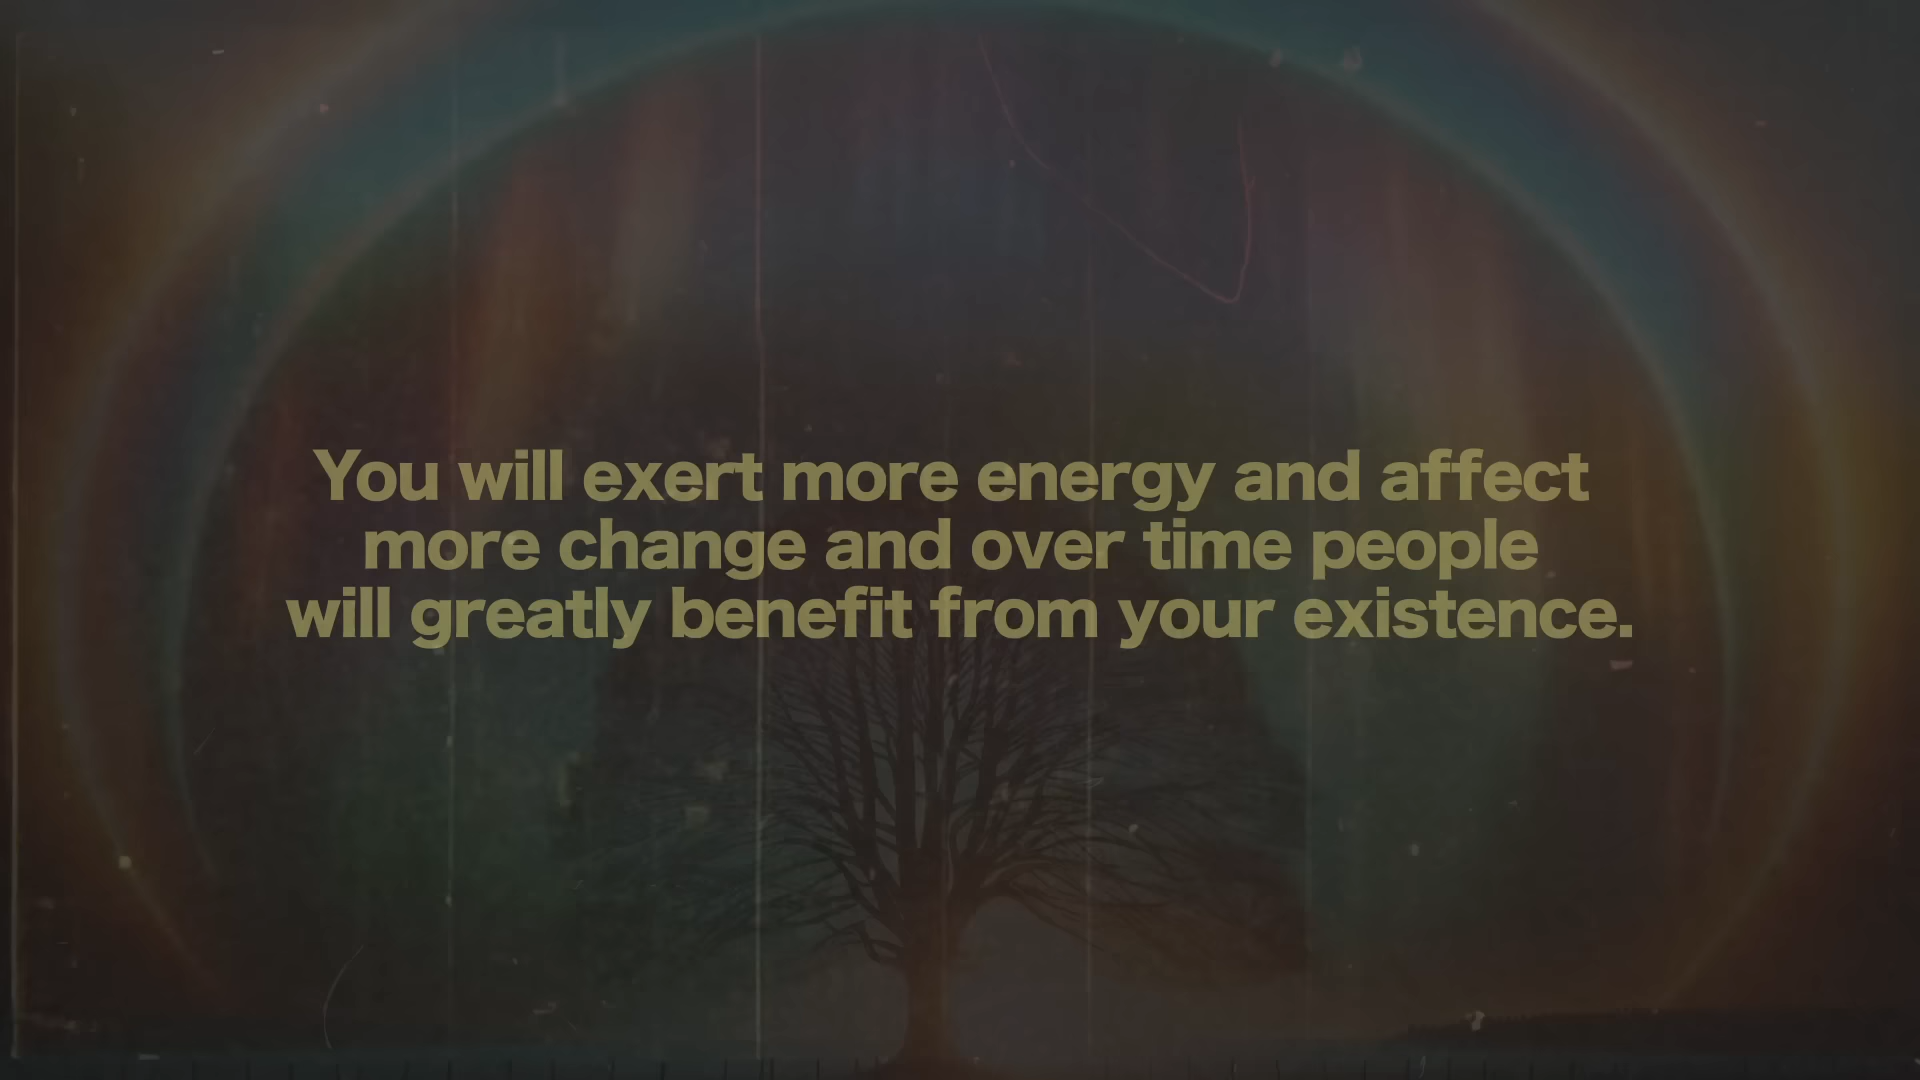 You will exert more energy and affect
more change and over time people
will greatly benefit from your existence.